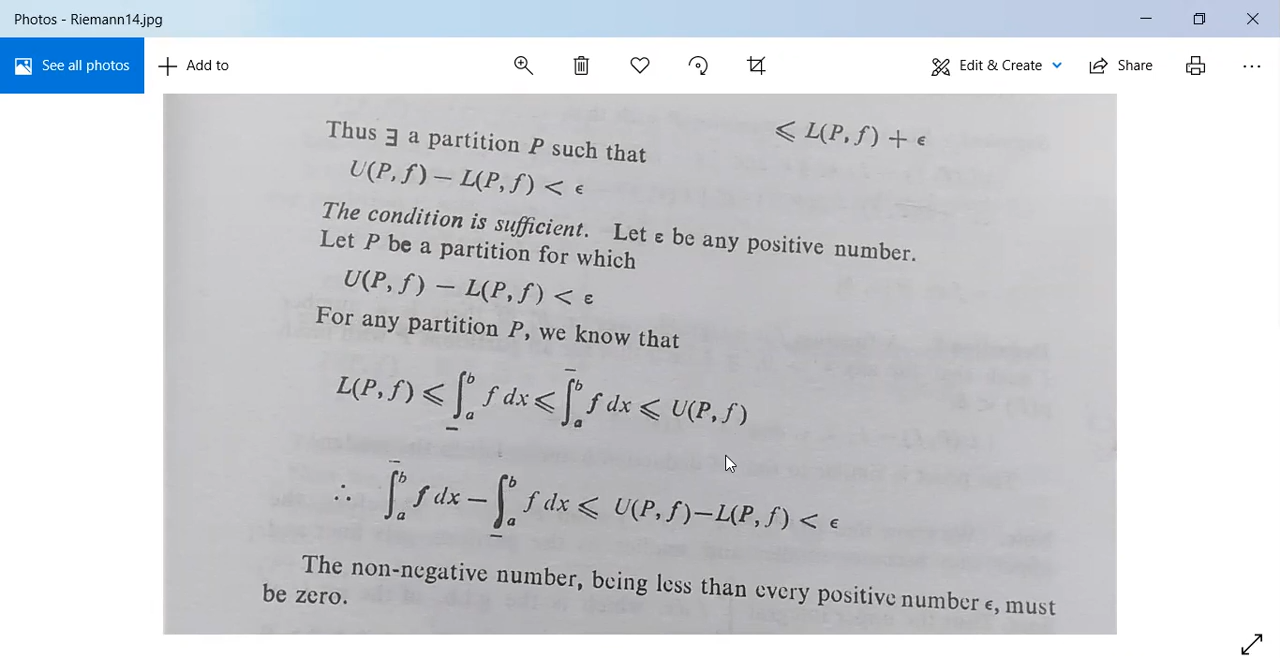 Photos - Riemann14.jpg
See all photos
Add to
Edit & Create
Share
⩽ L(P, f) + ϵ
Thus ∃ a partition P such that
U(P, f) − L(P, f) < ϵ
The condition is sufficient. Let ε be any positive number.
Let P be a partition for which
U(P, f) − L(P, f) < ε
For any partition P, we know that
L(P, f) ⩽ ∫̲ₐᵇ f dx ⩽ ∫̅ₐᵇ f dx ⩽ U(P, f)
∴ ∫̅ₐᵇ f dx − ∫̲ₐᵇ f dx ⩽ U(P, f)−L(P, f) < ϵ
The non-negative number, being less than every positive number ϵ, must
be zero.